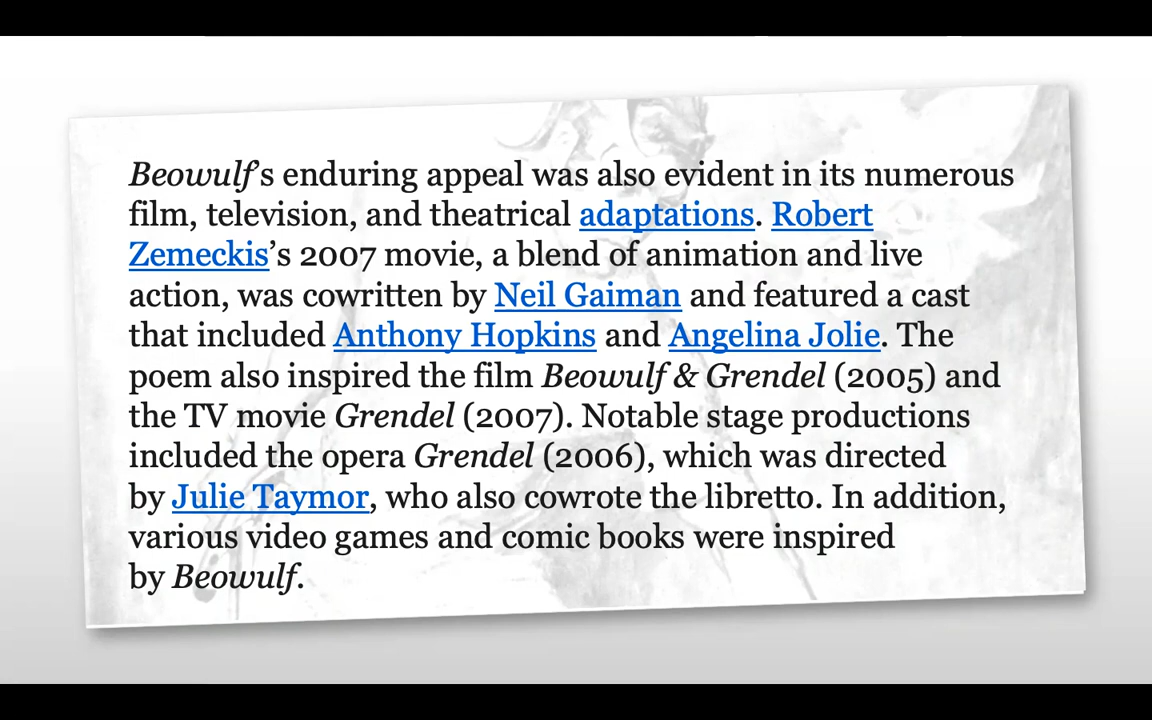 Beowulf’s enduring appeal was also evident in its numerous
film, television, and theatrical adaptations. Robert
Zemeckis’s 2007 movie, a blend of animation and live
action, was cowritten by Neil Gaiman and featured a cast
that included Anthony Hopkins and Angelina Jolie. The
poem also inspired the film Beowulf & Grendel (2005) and
the TV movie Grendel (2007). Notable stage productions
included the opera Grendel (2006), which was directed
by Julie Taymor, who also cowrote the libretto. In addition,
various video games and comic books were inspired
by Beowulf.